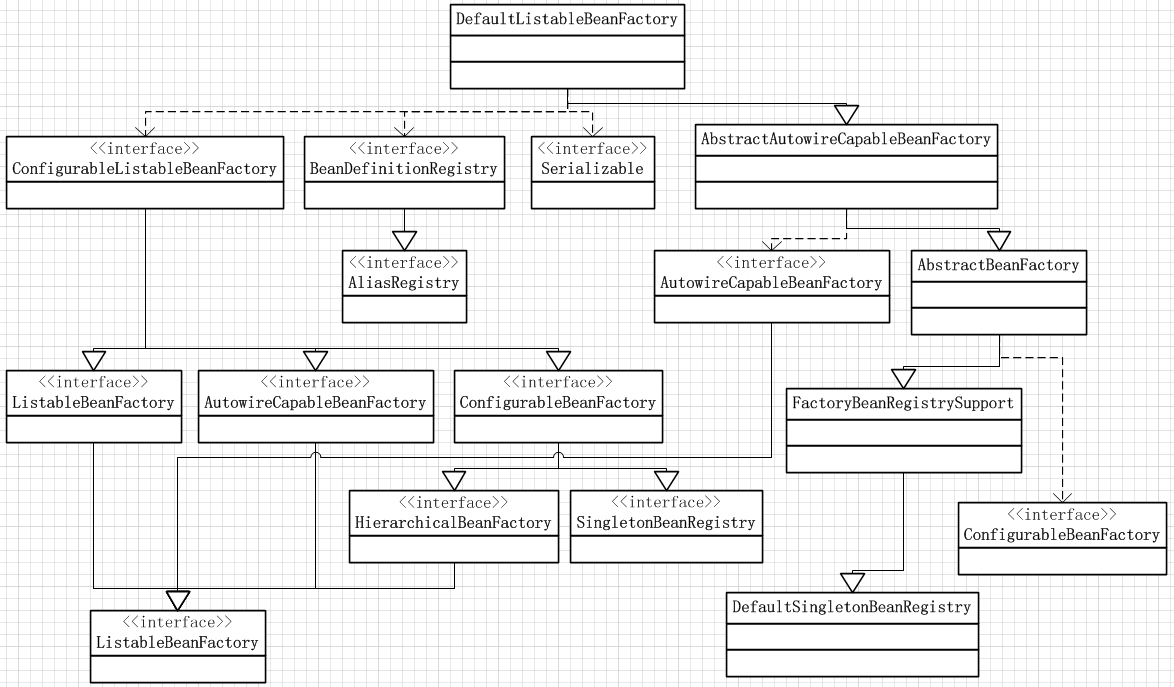 DefaultListableBeanFactory
<<interface>>
ConfigurableListableBeanFactory
<<interface>>
BeanDefinitionRegistry
<<interface>>
Serializable
AbstractAutowireCapableBeanFactory
<<interface>>
AliasRegistry
<<interface>>
AutowireCapableBeanFactory
AbstractBeanFactory
<<interface>>
ListableBeanFactory
<<interface>>
AutowireCapableBeanFactory
<<interface>>
ConfigurableBeanFactory
FactoryBeanRegistrySupport
<<interface>>
HierarchicalBeanFactory
<<interface>>
SingletonBeanRegistry
<<interface>>
ConfigurableBeanFactory
<<interface>>
ListableBeanFactory
DefaultSingletonBeanRegistry